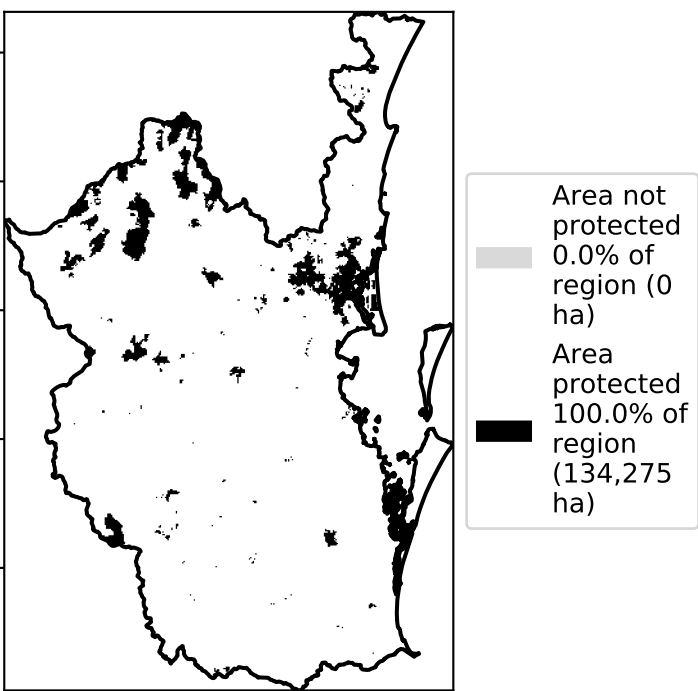 Area not
protected
0.0% of
region (0
ha)
Area
protected
100.0% of
region
(134,275
ha)